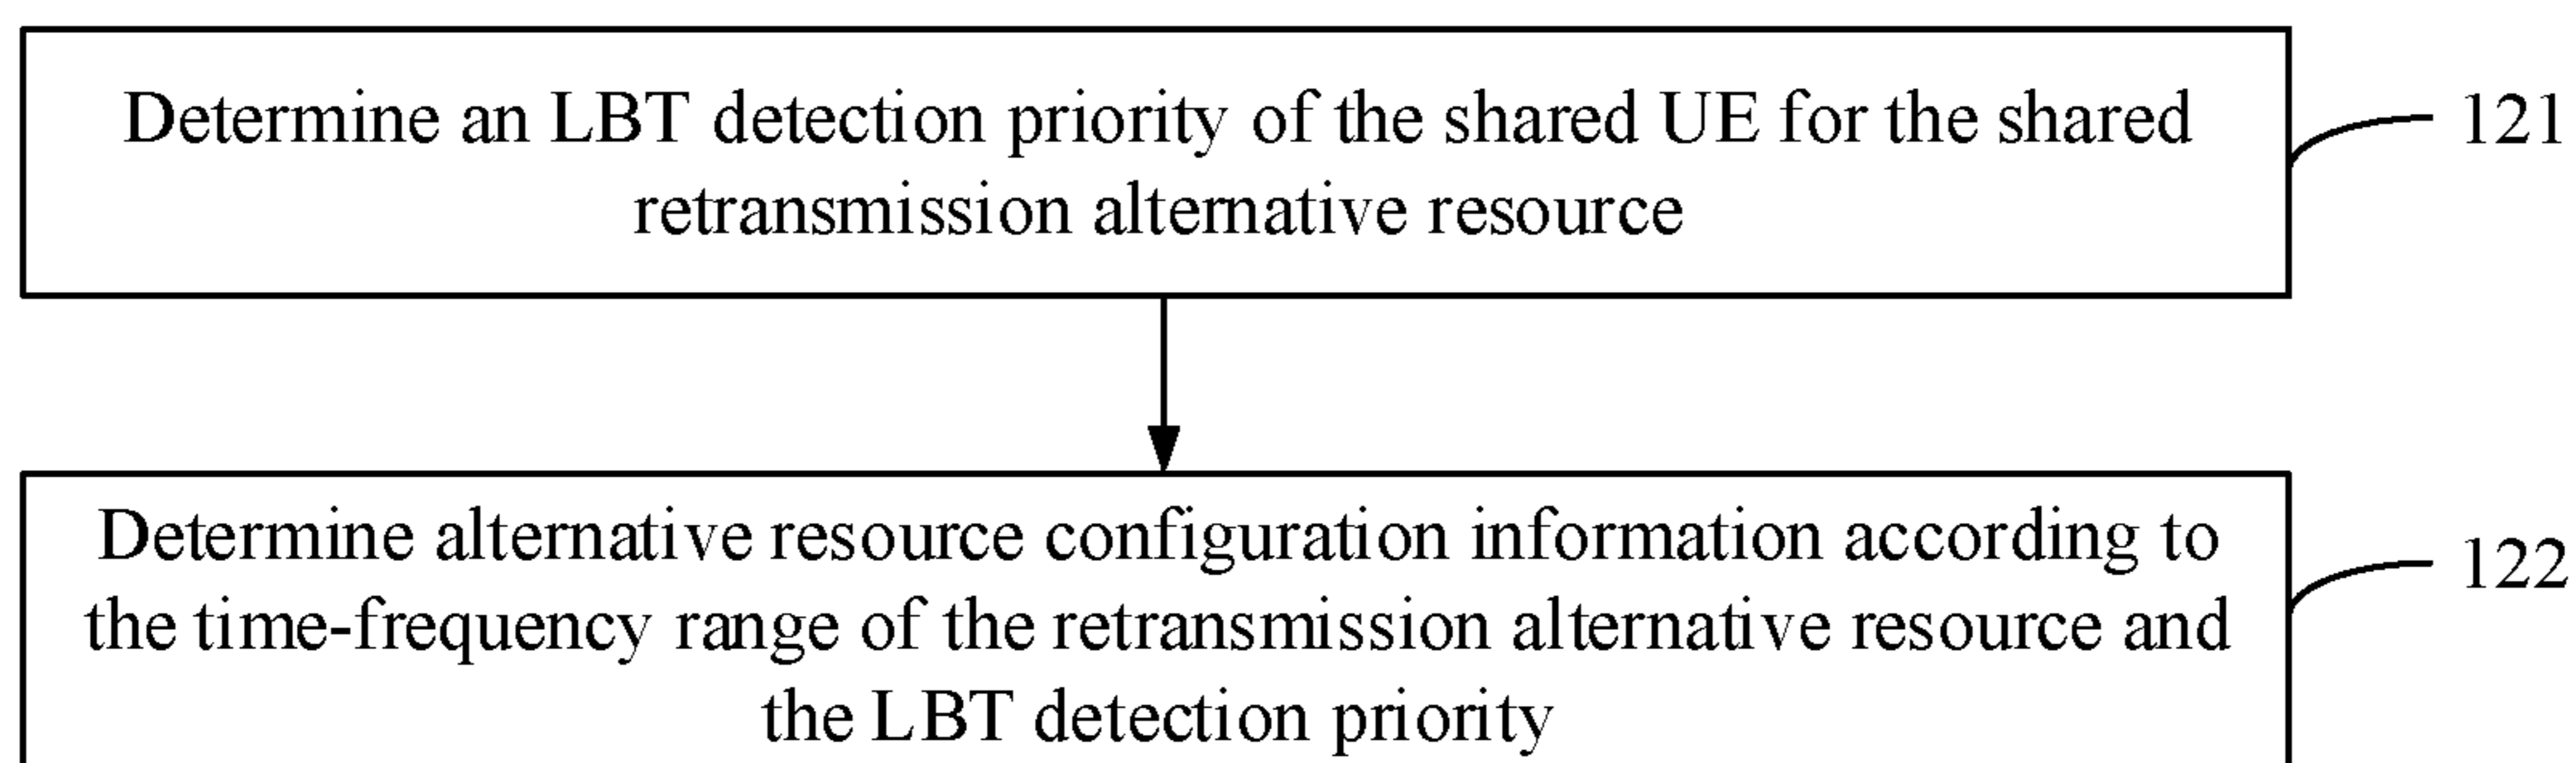 Determine an LBT detection priority of the shared UE for the shared
retransmission alternative resource
121
Determine alternative resource configuration information according to
the time-frequency range of the retransmission alternative resource and
the LBT detection priority
122